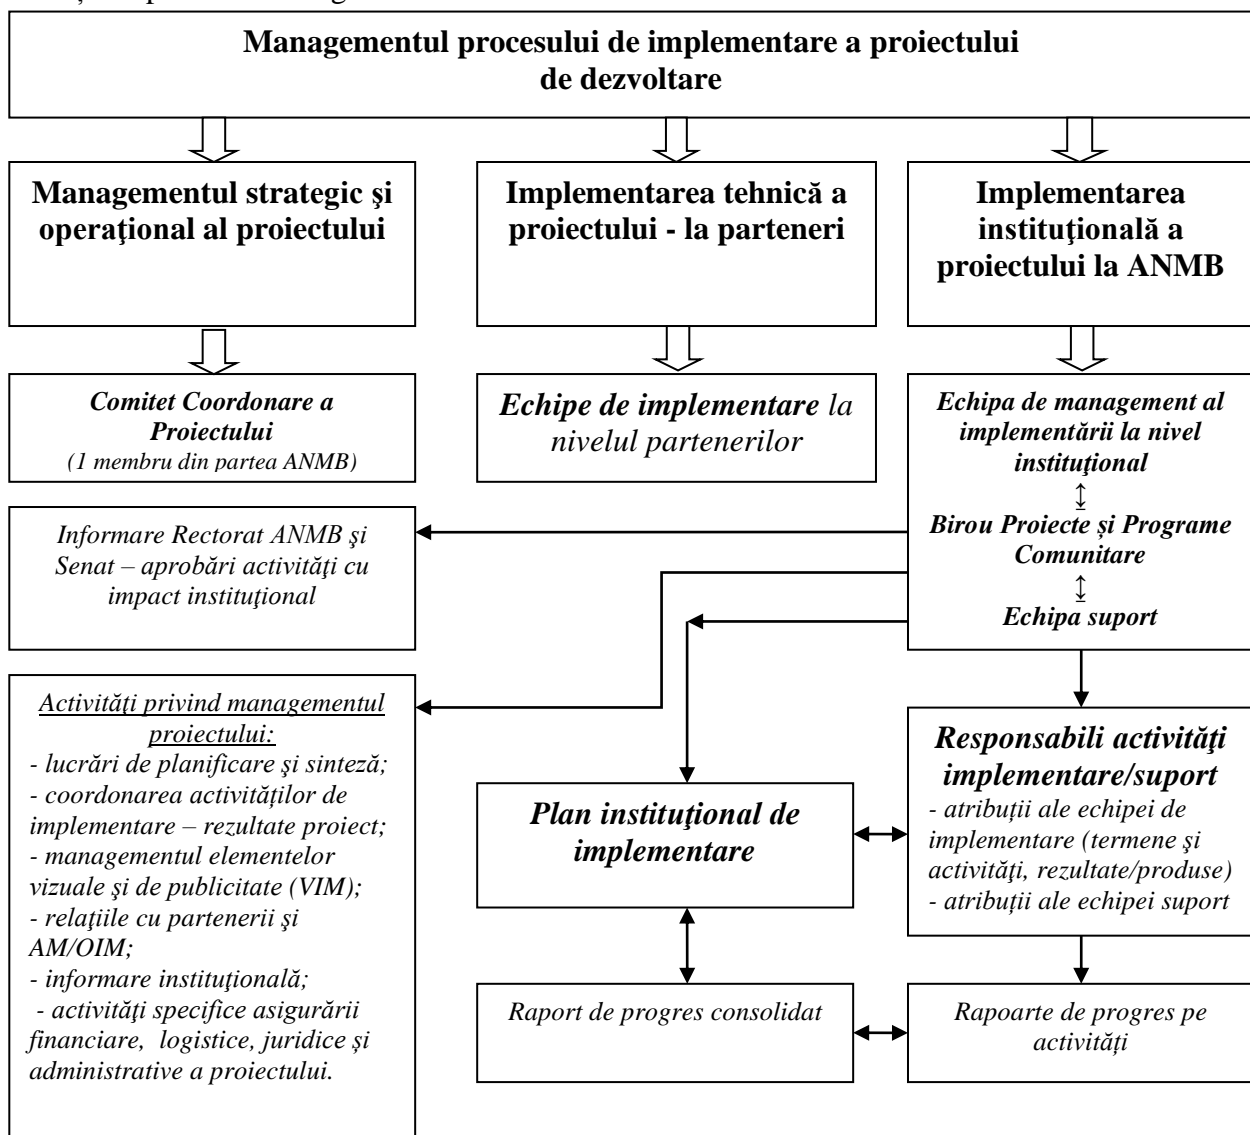 Managementul procesului de implementare a proiectului
de dezvoltare
Managementul strategic şi
operaţional al proiectului
Implementarea tehnică a
proiectului - la parteneri
Implementarea
instituţională a
proiectului la ANMB
Comitet Coordonare a
Proiectului
(1 membru din partea ANMB)
Echipe de implementare la
nivelul partenerilor
Echipa de management al
implementării la nivel
instituţional
↕
Birou Proiecte și Programe
Comunitare
↕
Echipa suport
Informare Rectorat ANMB şi
Senat – aprobări activităţi cu
impact instituţional
Activităţi privind managementul
proiectului:
- lucrări de planificare şi sinteză;
- coordonarea activităților de
implementare – rezultate proiect;
- managementul elementelor
vizuale şi de publicitate (VIM);
- relaţiile cu partenerii şi
AM/OIM;
- informare instituţională;
- activităţi specifice asigurării
financiare, logistice, juridice și
administrative a proiectului.
Plan instituţional de
implementare
Responsabili activităţi
implementare/suport
- atribuții ale echipei de
implementare (termene şi
activităţi, rezultate/produse)
- atribuții ale echipei suport
Raport de progres consolidat
Rapoarte de progres pe
activităţi